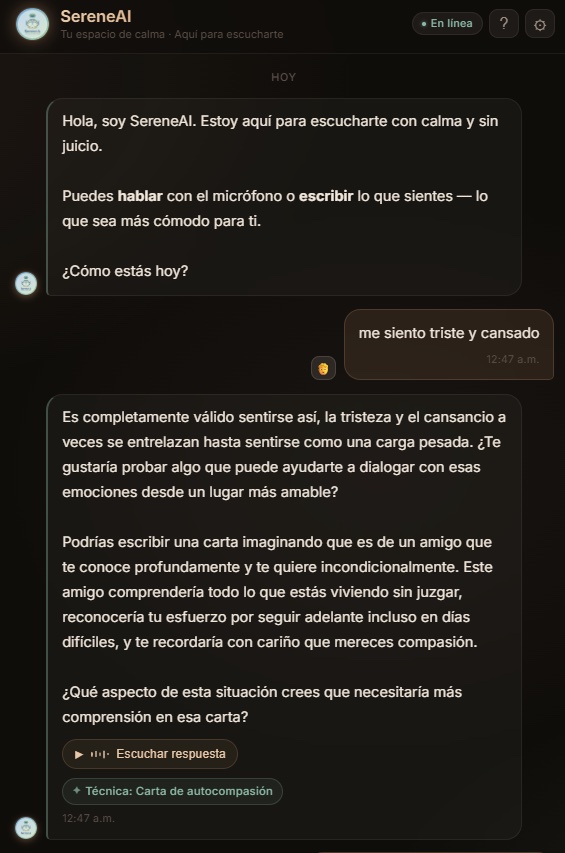 SereneAI
Tu espacio de calma · Aquí para escucharte
En línea
?
HOY
Hola, soy SereneAI. Estoy aquí para escucharte con calma y sin
juicio.
Puedes hablar con el micrófono o escribir lo que sientes — lo
que sea más cómodo para ti.
¿Cómo estás hoy?
me siento triste y cansado
12:47 a.m.
Es completamente válido sentirse así, la tristeza y el cansancio a
veces se entrelazan hasta sentirse como una carga pesada. ¿Te
gustaría probar algo que puede ayudarte a dialogar con esas
emociones desde un lugar más amable?
Podrías escribir una carta imaginando que es de un amigo que
te conoce profundamente y te quiere incondicionalmente. Este
amigo comprendería todo lo que estás viviendo sin juzgar,
reconocería tu esfuerzo por seguir adelante incluso en días
difíciles, y te recordaría con cariño que mereces compasión.
¿Qué aspecto de esta situación crees que necesitaría más
comprensión en esa carta?
Escuchar respuesta
Técnica: Carta de autocompasión
12:47 a.m.